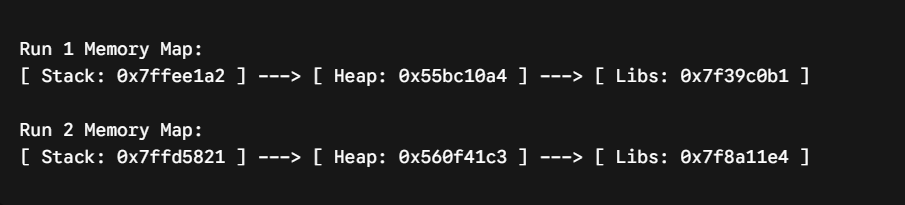 Run 1 Memory Map:
[ Stack: 0x7ffee1a2 ] ---> [ Heap: 0x55bc10a4 ] ---> [ Libs: 0x7f39c0b1 ]
Run 2 Memory Map:
[ Stack: 0x7ffd5821 ] ---> [ Heap: 0x560f41c3 ] ---> [ Libs: 0x7f8a11e4 ]